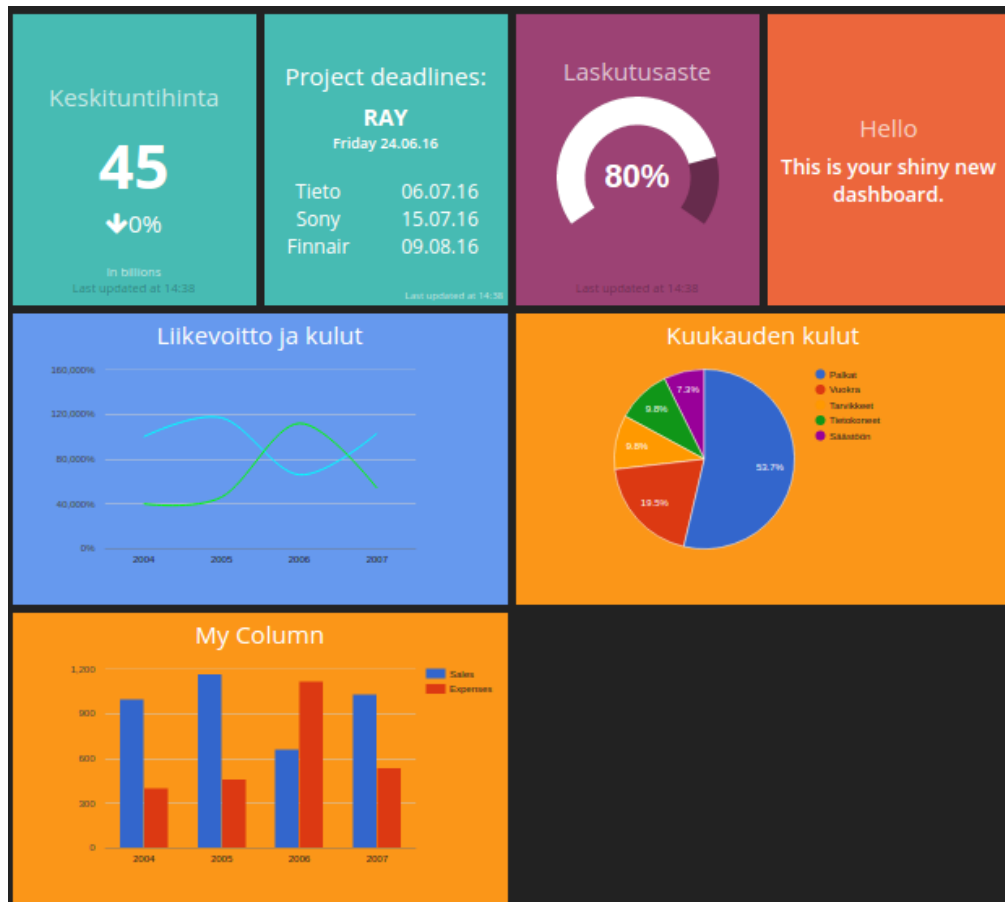 Keskituntihinta
45
0%
In billions
Last updated at 14:38
Project deadlines:
RAY
Friday 24.06.16
Tieto 06.07.16
Sony 15.07.16
Finnair 09.08.16
Last updated at 14:38
Laskutusaste
80%
Last updated at 14:38
Hello
This is your shiny new
dashboard.
Liikevoitto ja kulut
160,000%
120,000%
80,000%
40,000%
0%
2004 2005 2006 2007
Kuukauden kulut
7.3%
9.8%
9.8%
19.5%
53.7%
Palkat
Vuokra
Tarvikkeet
Tietokoneet
Säästöön
My Column
1,200
900
600
300
0
2004 2005 2006 2007
Sales
Expenses